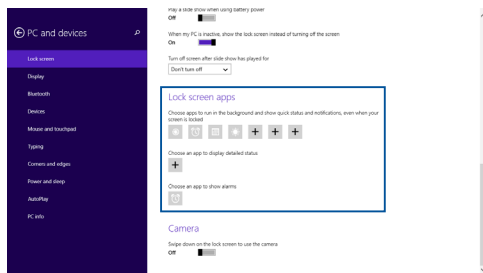 PC and devices
Lock screen
Display
Bluetooth
Devices
Mouse and touchpad
Typing
Corners and edges
Power and sleep
AutoPlay
PC info
Play a slide show when using battery power
Off
When my PC is inactive, show the lock screen instead of turning off the screen
On
Turn off screen after slide show has played for
Don't turn off
Lock screen apps
Choose apps to run in the background and show quick status and notifications, even when your
screen is locked
Choose an app to display detailed status
Choose an app to show alarms
Camera
Swipe down on the lock screen to use the camera
Off